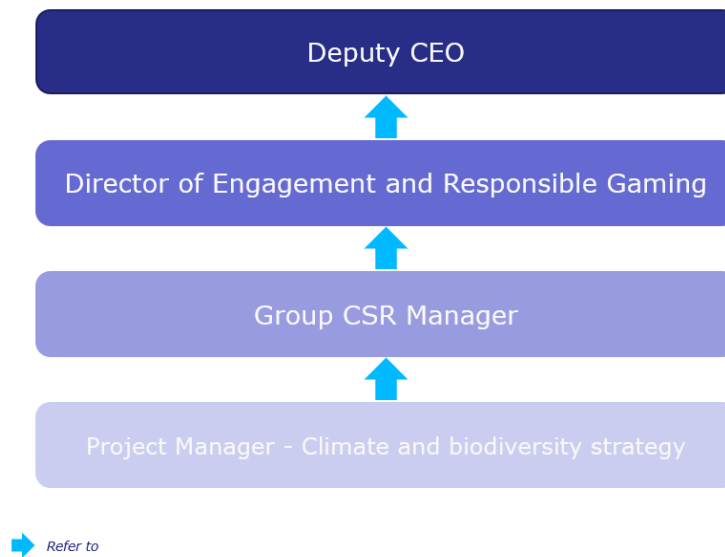 Deputy CEO
Director of Engagement and Responsible Gaming
Group CSR Manager
Project Manager - Climate and biodiversity strategy
Refer to